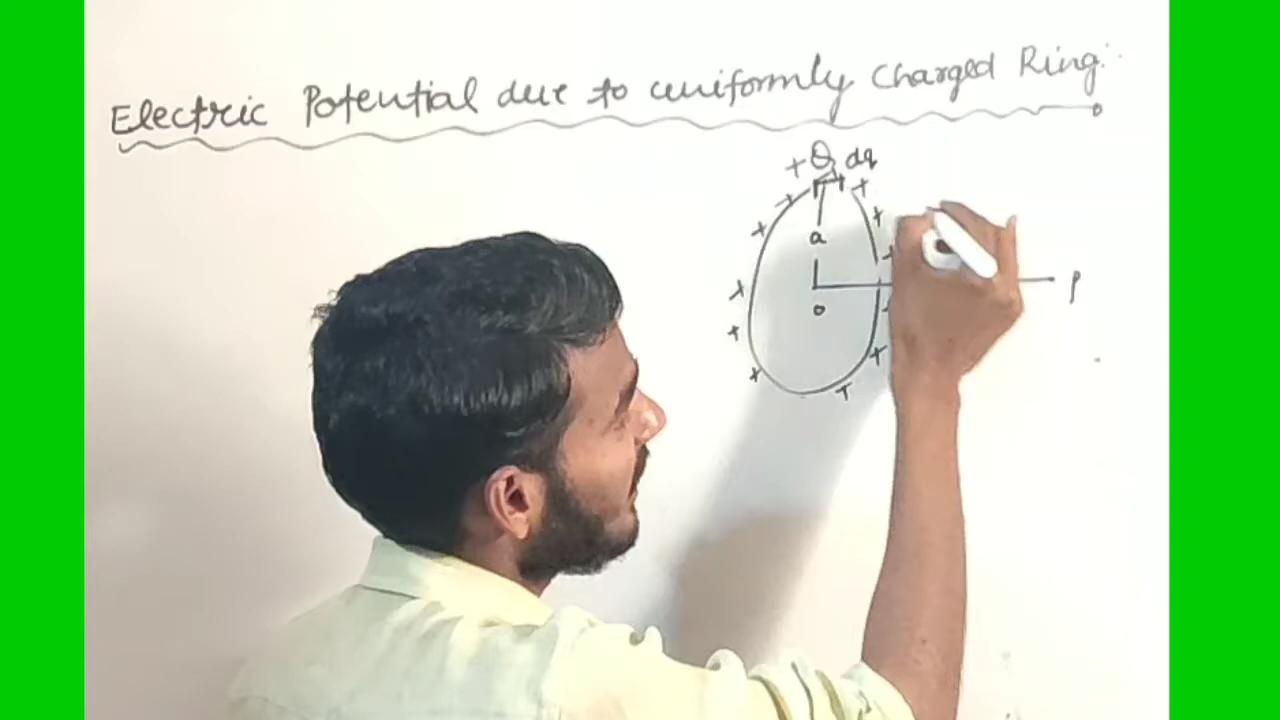 Electric Potential due to uniformly charged Ring:
+Q dq
a
o
P